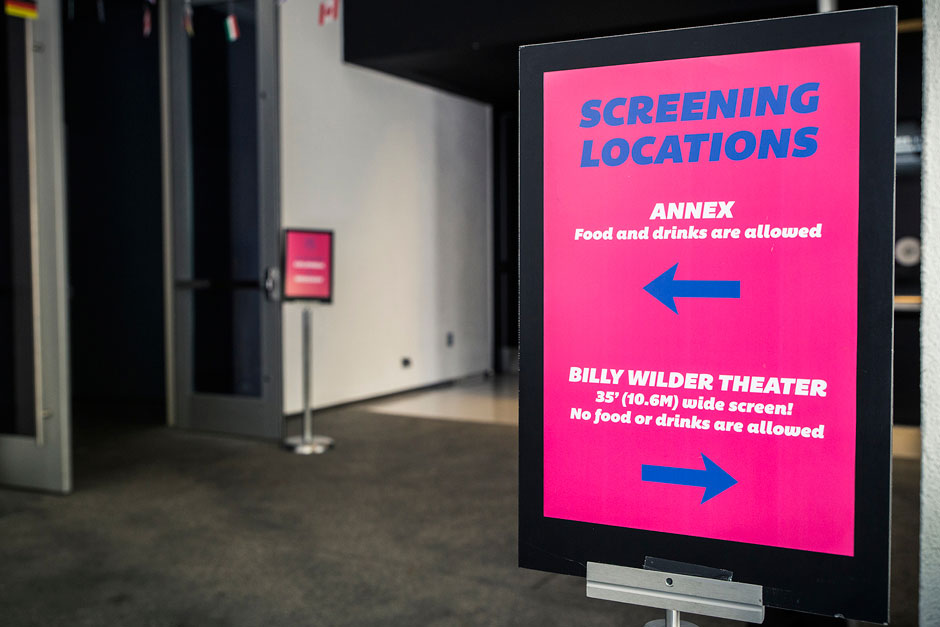 SCREENING
LOCATIONS
ANNEX
Food and drinks are allowed
BILLY WILDER THEATER
35’ (10.6M) wide screen!
No food or drinks are allowed